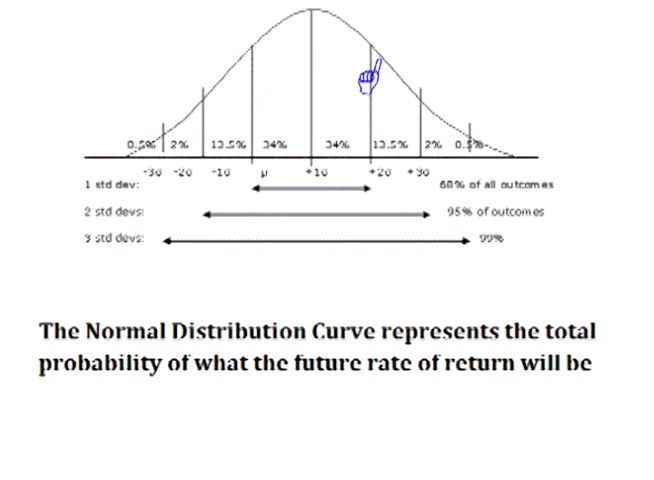 0.5% 2% 13.5% 34% 34% 13.5% 2% 0.5%
-3σ -2σ -1σ μ +1σ +2σ +3σ
1 std dev: 68% of all outcomes
2 std devs: 95% of outcomes
3 std devs: 99%
The Normal Distribution Curve represents the total
probability of what the future rate of return will be